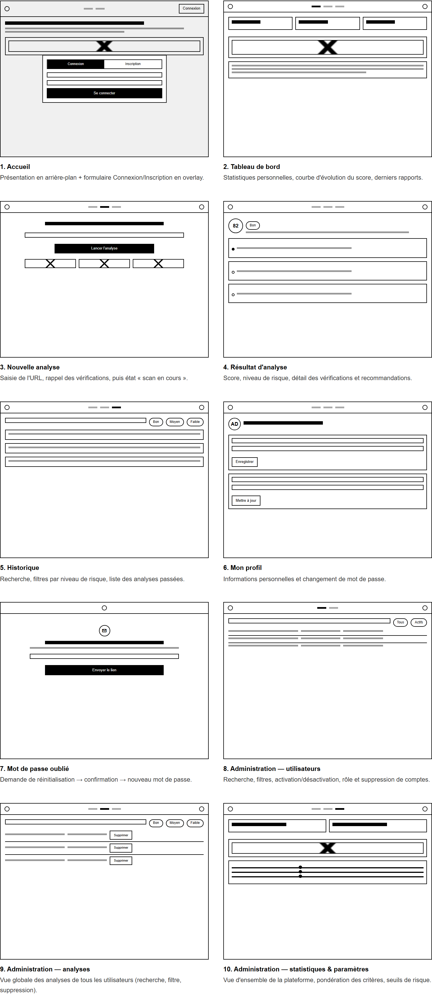 Connexion
Connexion
Inscription
Se connecter
1. Accueil
Présentation en arrière-plan + formulaire Connexion/Inscription en overlay.
2. Tableau de bord
Statistiques personnelles, courbe d'évolution du score, derniers rapports.
Lancer l'analyse
3. Nouvelle analyse
Saisie de l'URL, rappel des vérifications, puis état « scan en cours ».
82
Bon
4. Résultat d'analyse
Score, niveau de risque, détail des vérifications et recommandations.
Bon
Moyen
Faible
5. Historique
Recherche, filtres par niveau de risque, liste des analyses passées.
AD
Enregistrer
Mettre à jour
6. Mon profil
Informations personnelles et changement de mot de passe.
Envoyer le lien
7. Mot de passe oublié
Demande de réinitialisation → confirmation → nouveau mot de passe.
Tous
Actifs
8. Administration — utilisateurs
Recherche, filtres, activation/désactivation, rôle et suppression de comptes.
Bon
Moyen
Faible
Supprimer
Supprimer
Supprimer
9. Administration — analyses
Vue globale des analyses de tous les utilisateurs (recherche, filtre,
suppression).
10. Administration — statistiques & paramètres
Vue d'ensemble de la plateforme, pondération des critères, seuils de risque.